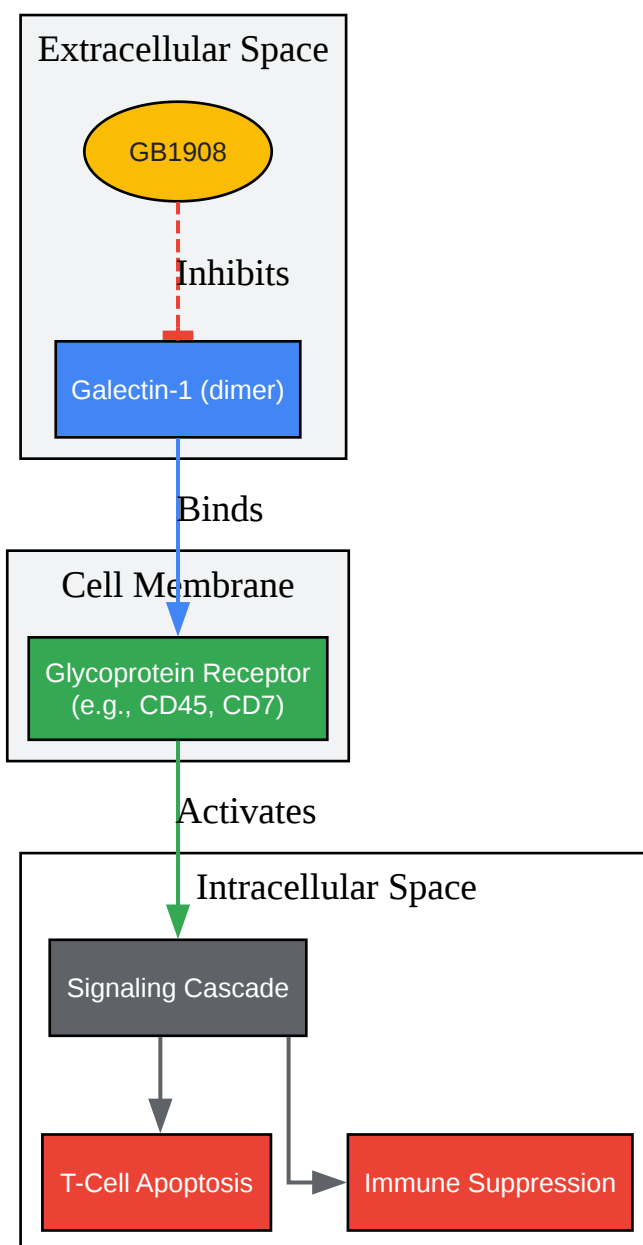 Extracellular Space
GB1908
Inhibits
Galectin-1 (dimer)
Binds
Cell Membrane
Glycoprotein Receptor
(e.g., CD45, CD7)
Activates
Intracellular Space
Signaling Cascade
T-Cell Apoptosis
Immune Suppression